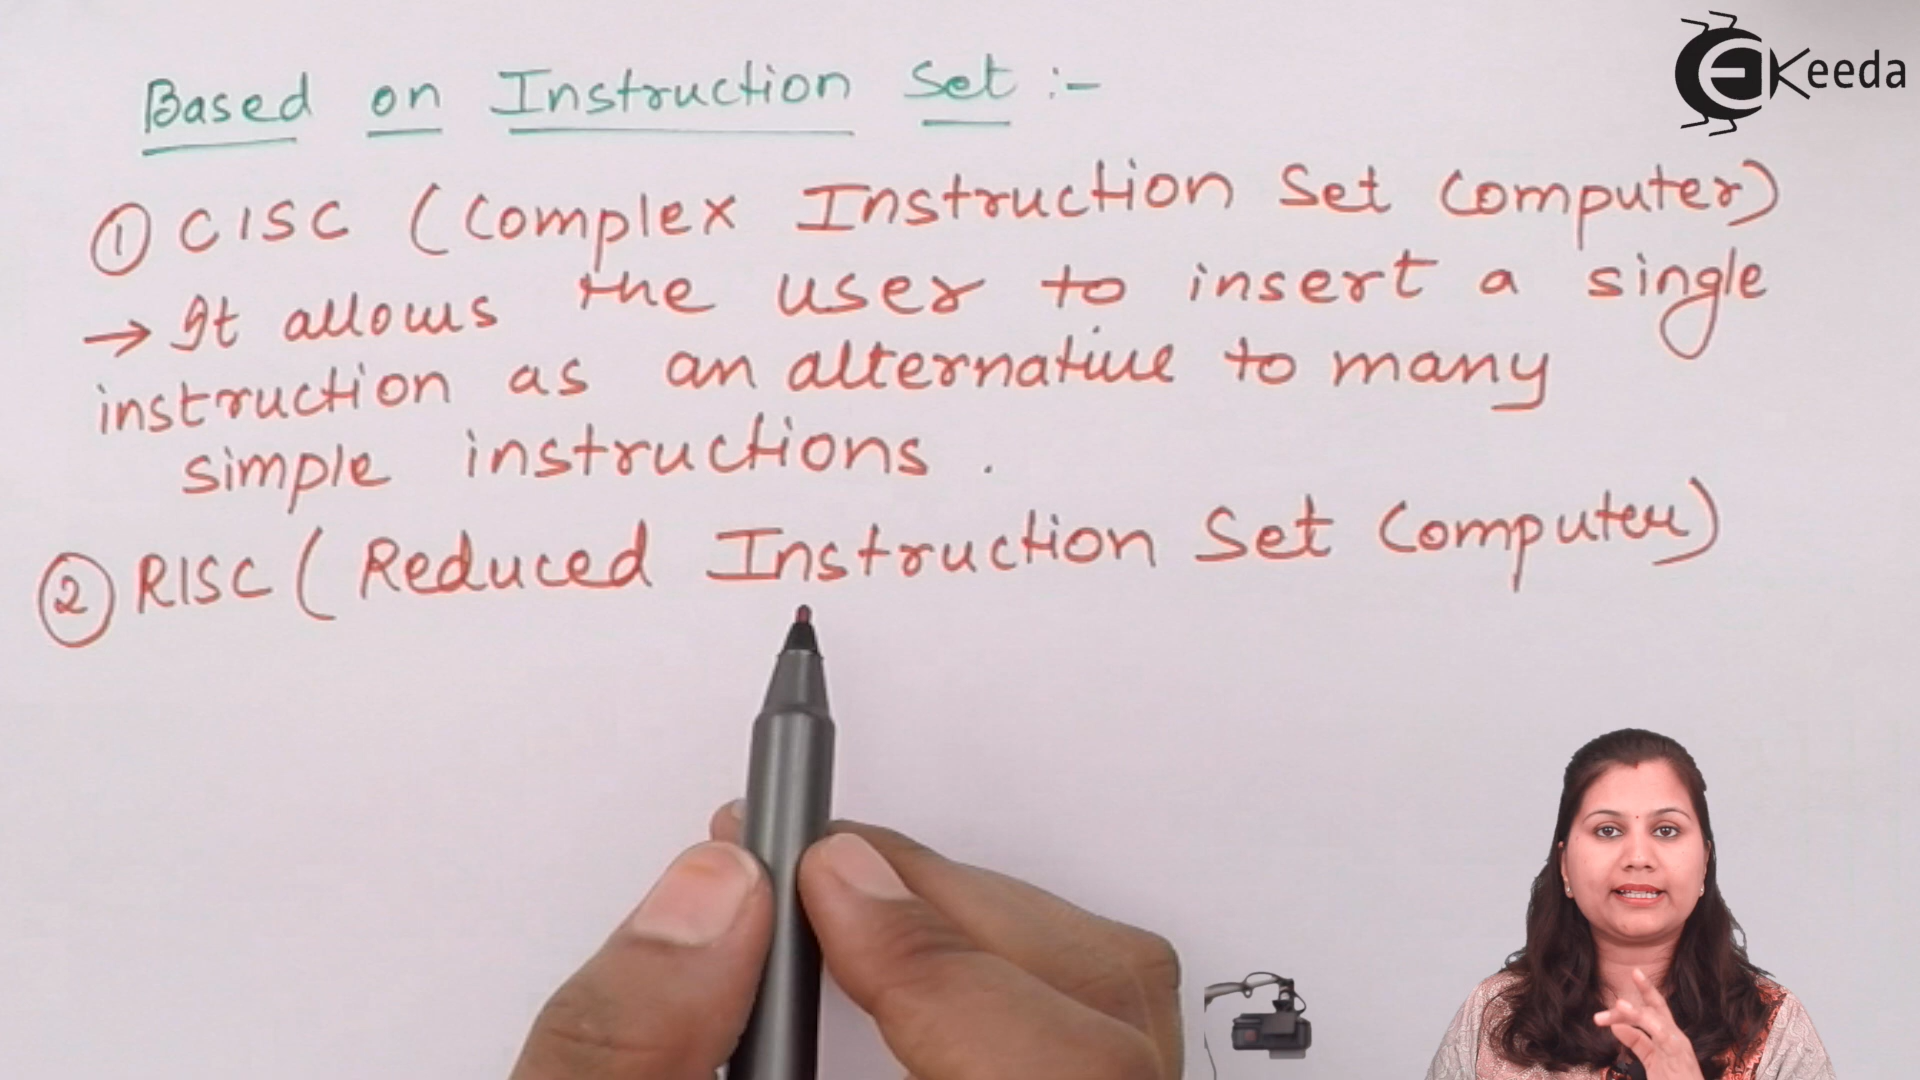 EKeeda
Based on Instruction Set :-
① CISC (Complex Instruction Set Computer)
→ It allows the user to insert a single
instruction as an alternative to many
simple instructions .
② RISC ( Reduced Instruction Set Computer)